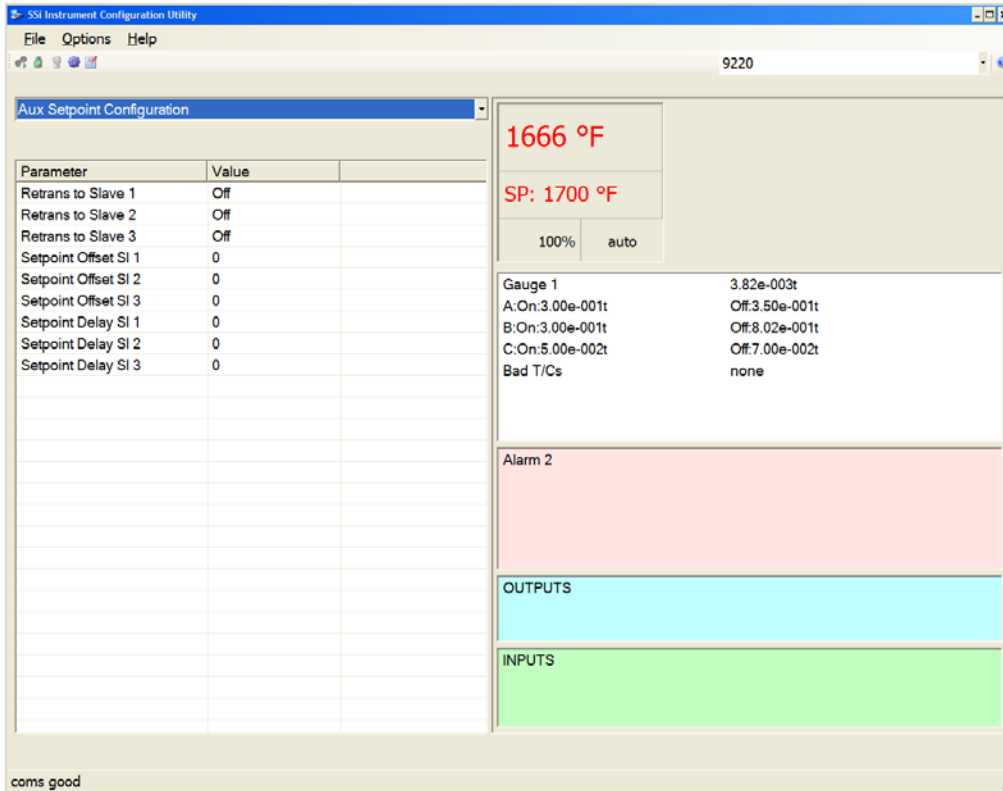 SSi Instrument Configuration Utility
File Options Help
9220
Aux Setpoint Configuration
Parameter Value
Retrans to Slave 1 Off
Retrans to Slave 2 Off
Retrans to Slave 3 Off
Setpoint Offset Sl 1 0
Setpoint Offset Sl 2 0
Setpoint Offset Sl 3 0
Setpoint Delay Sl 1 0
Setpoint Delay Sl 2 0
Setpoint Delay Sl 3 0
1666 °F
SP: 1700 °F
100% auto
Gauge 1 3.82e-003t
A:On:3.00e-001t Off:3.50e-001t
B:On:3.00e-001t Off:8.02e-001t
C:On:5.00e-002t Off:7.00e-002t
Bad T/Cs none
Alarm 2
OUTPUTS
INPUTS
coms good